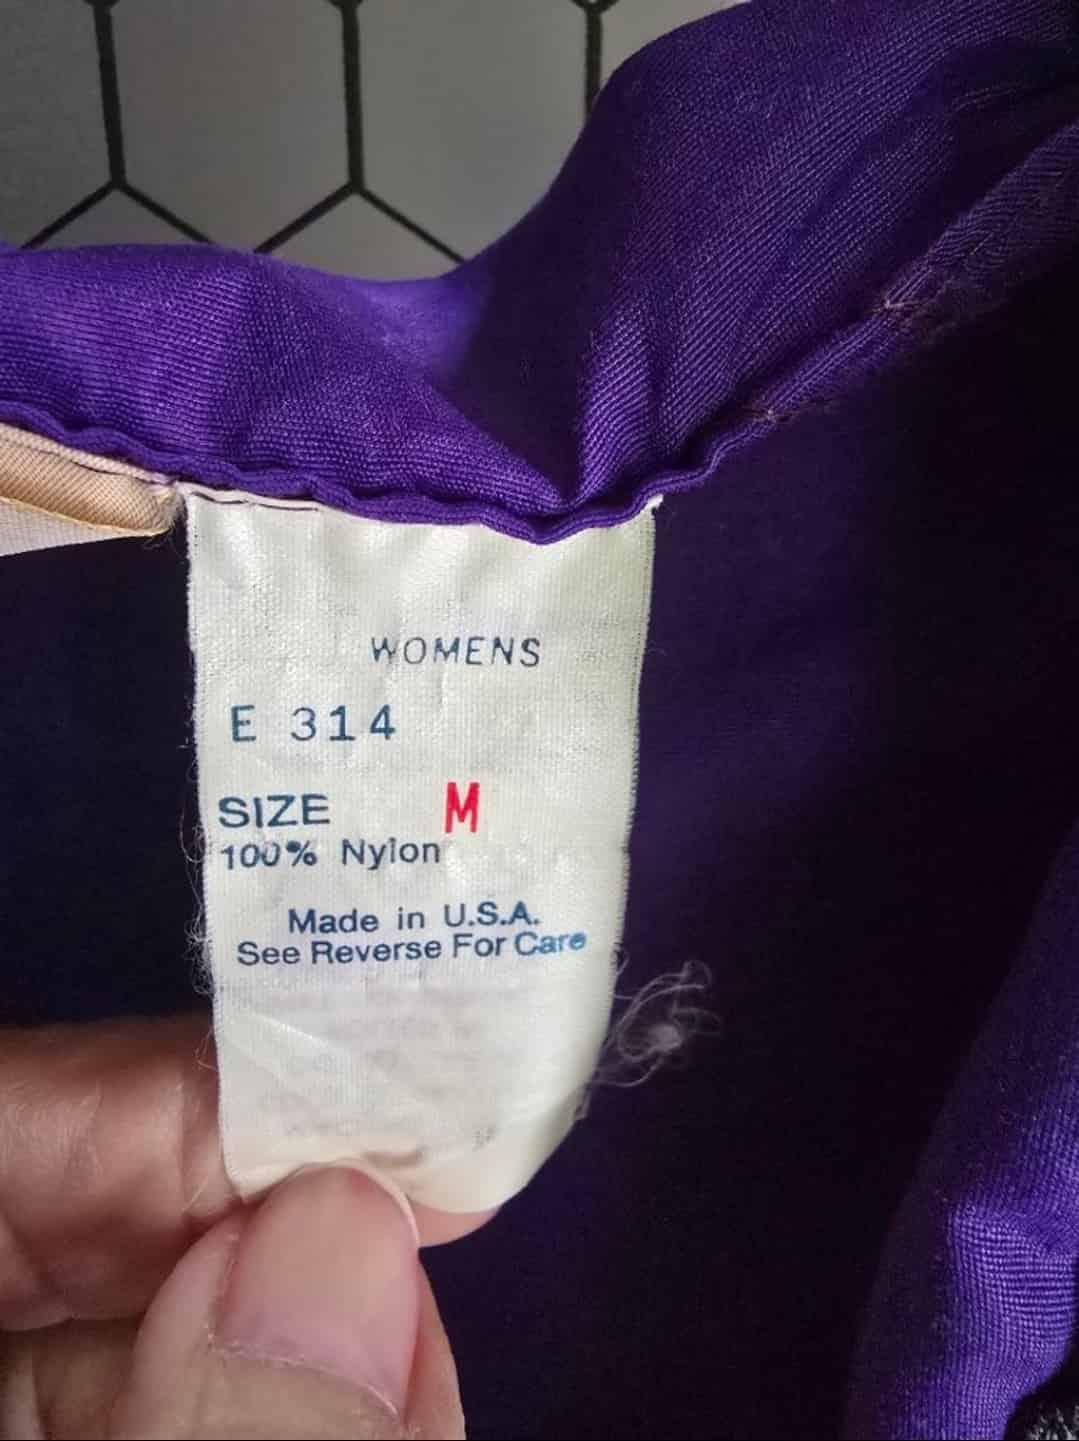 WOMENS
E 314
SIZE M
100% Nylon
Made in U.S.A.
See Reverse For Care